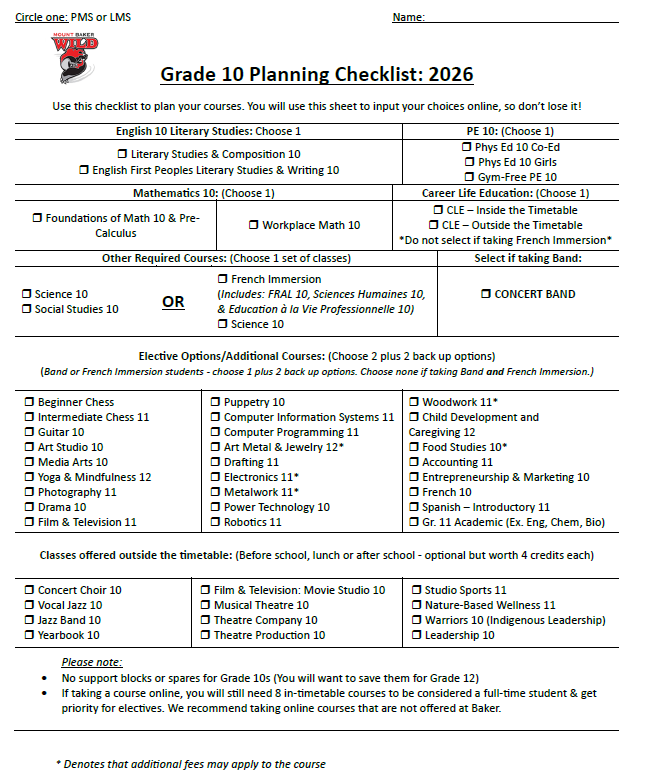 Circle one: PMS or LMS
Name:
MOUNT BAKER
WILD
Grade 10 Planning Checklist: 2026
Use this checklist to plan your courses. You will use this sheet to input your choices online, so don't lose it!
English 10 Literary Studies: Choose 1
❒ Literary Studies & Composition 10
❒ English First Peoples Literary Studies & Writing 10
PE 10: (Choose 1)
❒ Phys Ed 10 Co-Ed
❒ Phys Ed 10 Girls
❒ Gym-Free PE 10
Mathematics 10: (Choose 1)
❒ Foundations of Math 10 & Pre-
Calculus
❒ Workplace Math 10
Career Life Education: (Choose 1)
❒ CLE – Inside the Timetable
❒ CLE – Outside the Timetable
*Do not select if taking French Immersion*
Other Required Courses: (Choose 1 set of classes)
❒ Science 10
❒ Social Studies 10
OR
❒ French Immersion
(Includes: FRAL 10, Sciences Humaines 10,
& Education à la Vie Professionnelle 10)
❒ Science 10
Select if taking Band:
❒ CONCERT BAND
Elective Options/Additional Courses: (Choose 2 plus 2 back up options)
(Band or French Immersion students - choose 1 plus 2 back up options. Choose none if taking Band and French Immersion.)
❒ Beginner Chess
❒ Intermediate Chess 11
❒ Guitar 10
❒ Art Studio 10
❒ Media Arts 10
❒ Yoga & Mindfulness 12
❒ Photography 11
❒ Drama 10
❒ Film & Television 11
❒ Puppetry 10
❒ Computer Information Systems 11
❒ Computer Programming 11
❒ Art Metal & Jewelry 12*
❒ Drafting 11
❒ Electronics 11*
❒ Metalwork 11*
❒ Power Technology 10
❒ Robotics 11
❒ Woodwork 11*
❒ Child Development and
Caregiving 12
❒ Food Studies 10*
❒ Accounting 11
❒ Entrepreneurship & Marketing 10
❒ French 10
❒ Spanish – Introductory 11
❒ Gr. 11 Academic (Ex. Eng, Chem, Bio)
Classes offered outside the timetable: (Before school, lunch or after school - optional but worth 4 credits each)
❒ Concert Choir 10
❒ Vocal Jazz 10
❒ Jazz Band 10
❒ Yearbook 10
❒ Film & Television: Movie Studio 10
❒ Musical Theatre 10
❒ Theatre Company 10
❒ Theatre Production 10
❒ Studio Sports 11
❒ Nature-Based Wellness 11
❒ Warriors 10 (Indigenous Leadership)
❒ Leadership 10
Please note:
• No support blocks or spares for Grade 10s (You will want to save them for Grade 12)
• If taking a course online, you will still need 8 in-timetable courses to be considered a full-time student & get
priority for electives. We recommend taking online courses that are not offered at Baker.
* Denotes that additional fees may apply to the course